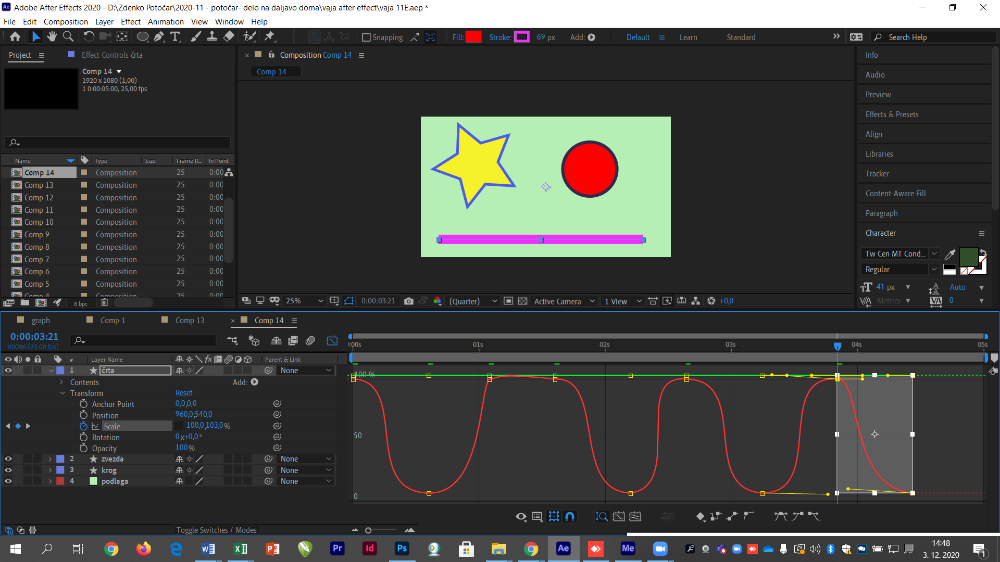 Adobe After Effects 2020 - D:\Zdenko Potočar\2020-11 - potočar- delo na daljavo doma\vaja after effect\vaja 11E.aep *
File Edit Composition Layer Effect Animation View Window Help
Snapping Fill: Stroke: 69 px Add: Default Learn Standard Search Help
Project Effect Controls črta
Comp 14
1920 x 1080 (1,00)
1 0:00:05:00, 25,00 fps
Composition Comp 14
Comp 14
Name Type Size Frame R... In Point
Comp 14 Composition 25 0:00
Comp 13 Composition 25 0:00
Comp 12 Composition 25 0:00
Comp 11 Composition 25 0:00
Comp 10 Composition 25 0:00
Comp 9 Composition 25 0:00
Comp 8 Composition 25 0:00
Comp 7 Composition 25 0:00
Comp 6 Composition 25 0:00
Comp 5 Composition 25 0:00
Comp 4 Composition 25 0:00
8 bpc
25% 0:00:03:21 (Quarter) Active Camera 1 View +0,0
Info
Audio
Preview
Effects & Presets
Align
Libraries
Tracker
Content-Aware Fill
Paragraph
Character
Tw Cen MT Cond...
Regular
41 px Auto
Metrics 0
graph Comp 1 Comp 13 Comp 14
0:00:03:21
00096 (25.00 fps)
# Layer Name Parent & Link
1 črta None
Contents Add:
Transform Reset
Anchor Point 0,0,0,0
Position 960,0,540,0
Scale 100,0,103,0%
Rotation 0x+0,0°
Opacity 100%
2 zvezda None
3 krog None
4 podlaga None
Toggle Switches / Modes
:00s 01s 02s 03s 04s 05s
100 %
50
0
14:48
3. 12. 2020
1